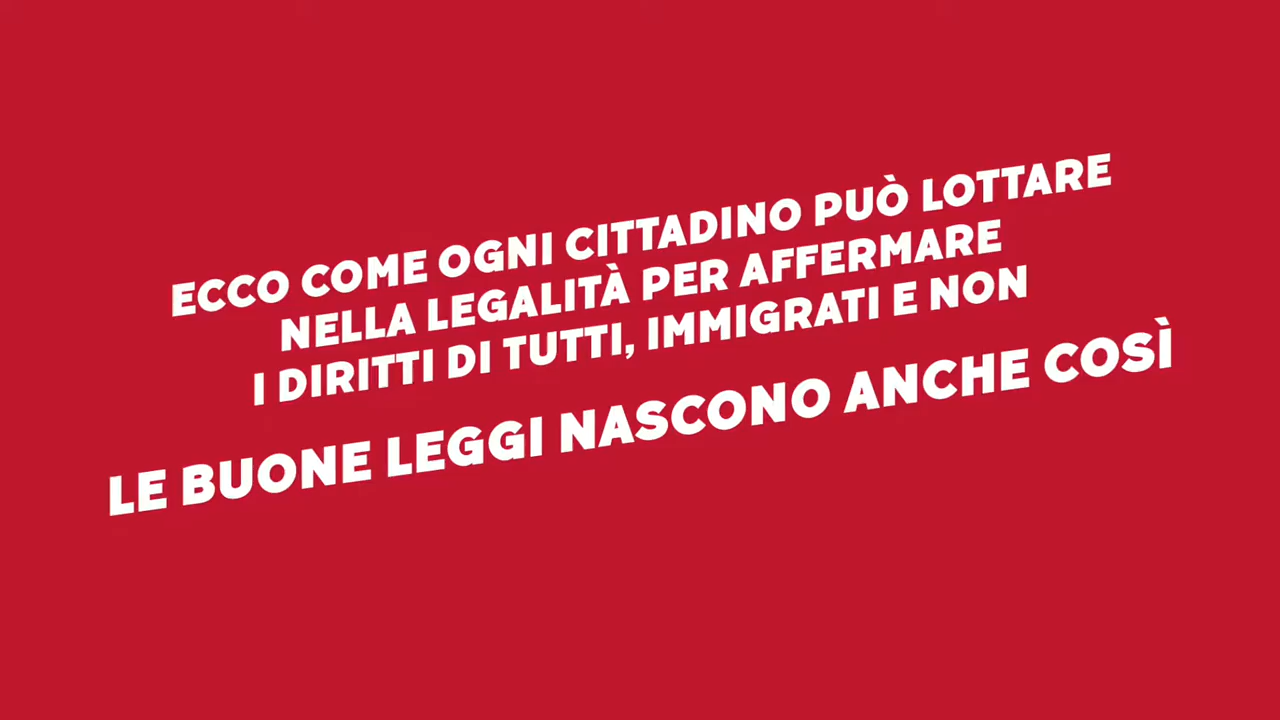 ECCO COME OGNI CITTADINO PUÒ LOTTARE
NELLA LEGALITÀ PER AFFERMARE
I DIRITTI DI TUTTI, IMMIGRATI E NON
LE BUONE LEGGI NASCONO ANCHE COSÌ